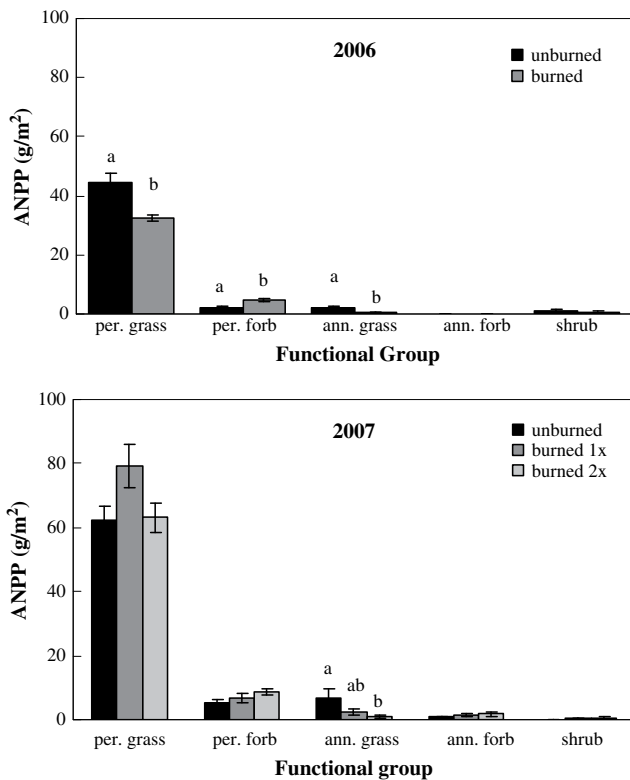 100
80
60
40
20
0
ANPP (g/m²)
2006
unburned
burned
a
b
a
b
a
b
per. grass
per. forb
ann. grass
ann. forb
shrub
Functional Group
100
80
60
40
20
0
ANPP (g/m²)
2007
unburned
burned 1x
burned 2x
a
ab
b
per. grass
per. forb
ann. grass
ann. forb
shrub
Functional group